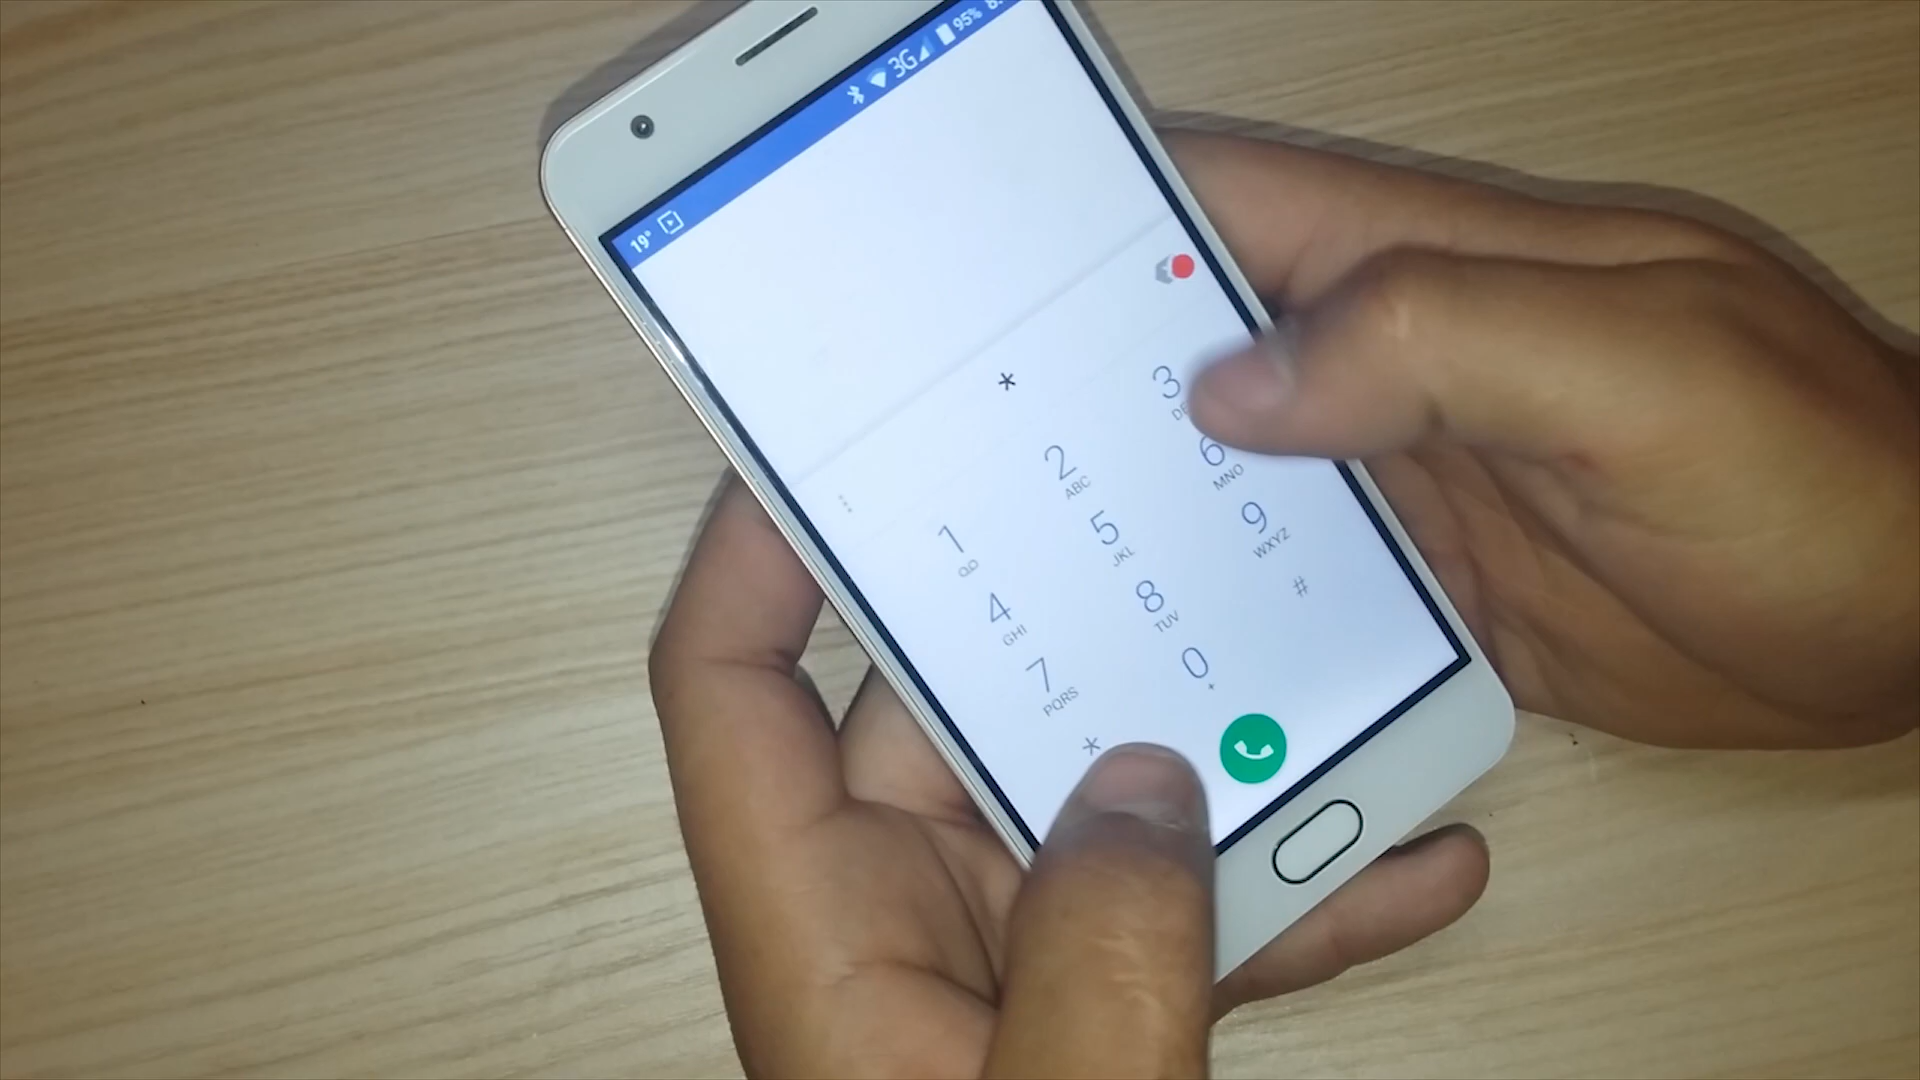 19° 3G 95%
*
1 2 ABC 3
4 GHI 5 JKL 6 MNO
7 PQRS 8 TUV 9 WXYZ
* 0 + #